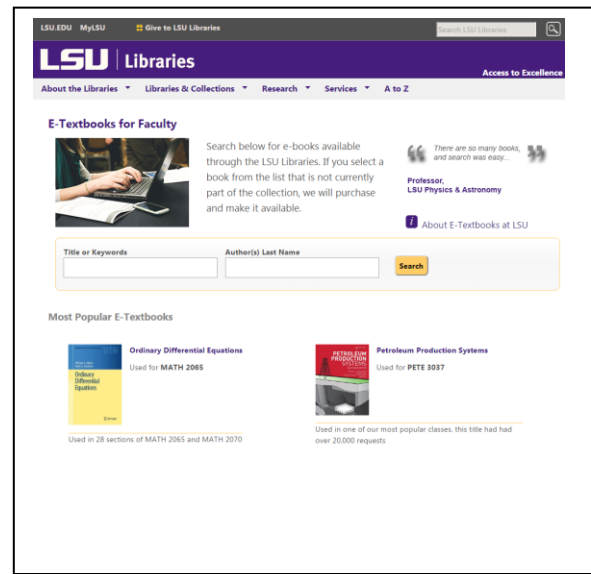 LSU.EDU MyLSU Give to LSU Libraries Search LSU Libraries
LSU Libraries
Access to Excellence
About the Libraries Libraries & Collections Research Services A to Z
E-Textbooks for Faculty
Search below for e-books available
through the LSU Libraries. If you select a
book from the list that is not currently
part of the collection, we will purchase
and make it available.
There are so many books,
and search was easy...
Professor,
LSU Physics & Astronomy
i About E-Textbooks at LSU
Title or Keywords Author(s) Last Name
Search
Most Popular E-Textbooks
Ordinary
Differential
Equations
Ordinary Differential Equations
Used for MATH 2065
Used in 28 sections of MATH 2065 and MATH 2070
PETROLEUM
PRODUCTION
SYSTEMS
Petroleum Production Systems
Used for PETE 3037
Used in one of our most popular classes, this title had had
over 20,000 requests